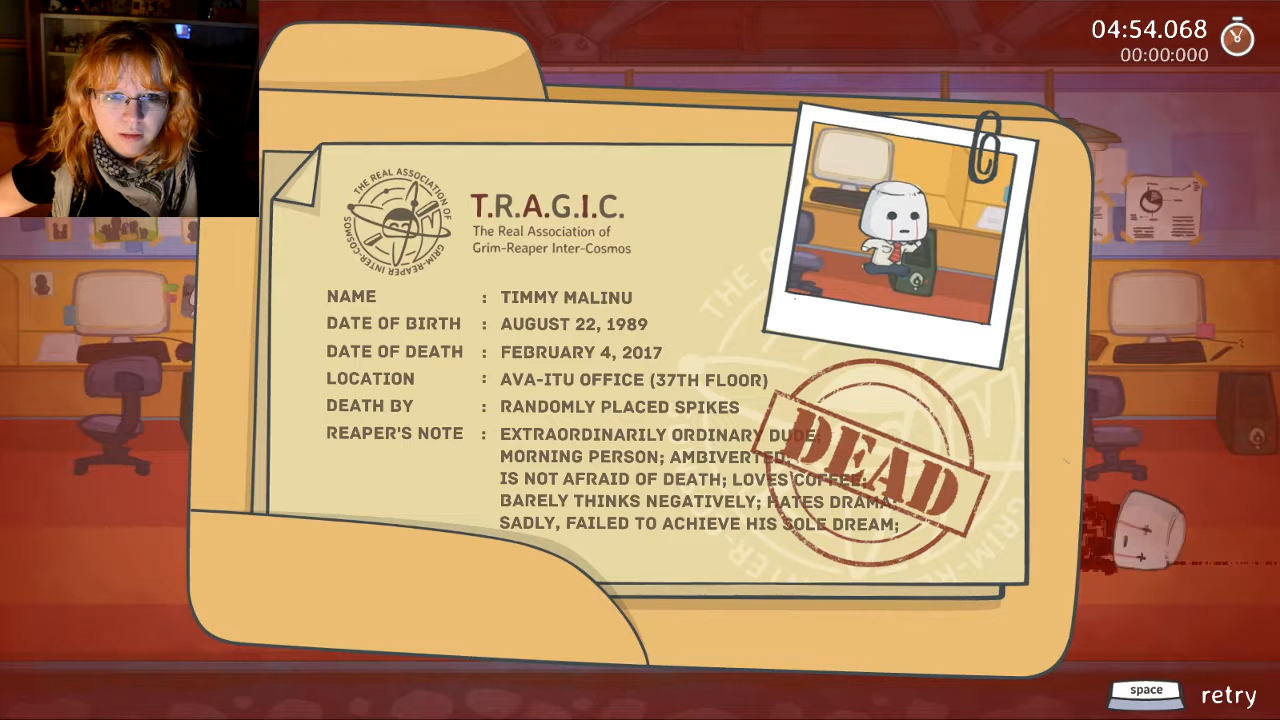 04:54.068
00:00:000
THE REAL ASSOCIATION OF GRIM-REAPER INTER-COSMOS
T.R.A.G.I.C.
The Real Association of
Grim-Reaper Inter-Cosmos
NAME : TIMMY MALINU
DATE OF BIRTH : AUGUST 22, 1989
DATE OF DEATH : FEBRUARY 4, 2017
LOCATION : AVA-ITU OFFICE (37TH FLOOR)
DEATH BY : RANDOMLY PLACED SPIKES
REAPER'S NOTE : EXTRAORDINARILY ORDINARY DUDE;
MORNING PERSON; AMBIVERTED;
IS NOT AFRAID OF DEATH; LOVES COFFEE;
BARELY THINKS NEGATIVELY; HATES DRAMA;
SADLY, FAILED TO ACHIEVE HIS SOLE DREAM;
DEAD
space retry